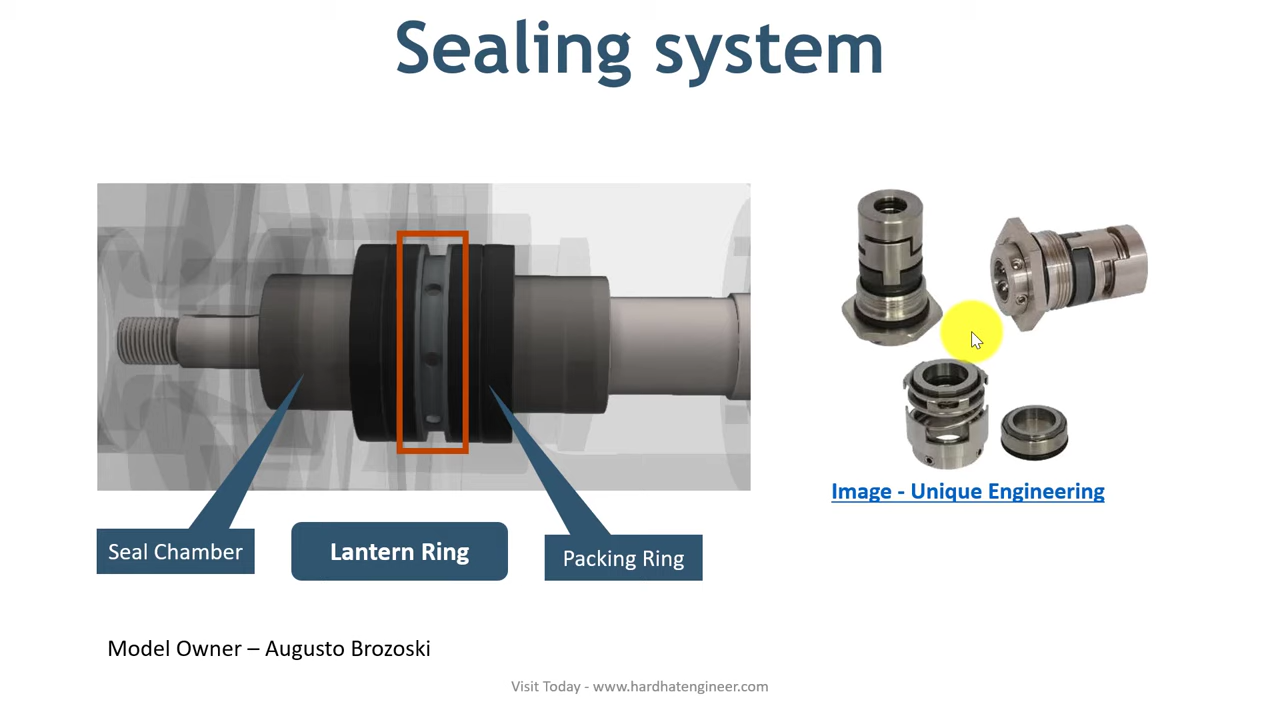 Sealing system
Image - Unique Engineering
Seal Chamber
Lantern Ring
Packing Ring
Model Owner – Augusto Brozoski
Visit Today - www.hardhatengineer.com